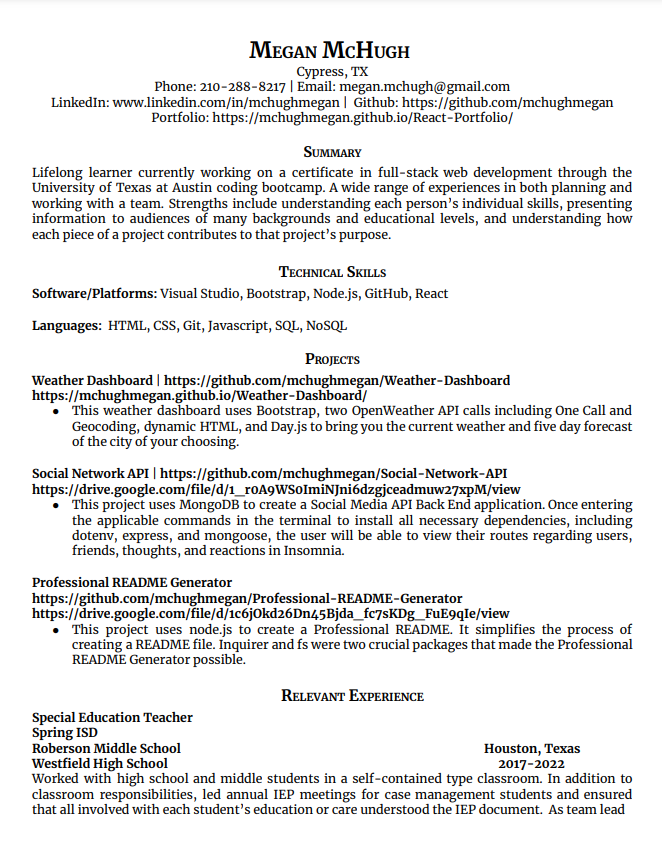 Megan McHugh
Cypress, TX
Phone: 210-288-8217 | Email: megan.mchugh@gmail.com
LinkedIn: www.linkedin.com/in/mchughmegan | Github: https://github.com/mchughmegan
Portfolio: https://mchughmegan.github.io/React-Portfolio/
Summary
Lifelong learner currently working on a certificate in full-stack web development through the
University of Texas at Austin coding bootcamp. A wide range of experiences in both planning and
working with a team. Strengths include understanding each person's individual skills, presenting
information to audiences of many backgrounds and educational levels, and understanding how
each piece of a project contributes to that project's purpose.
Technical Skills
Software/Platforms: Visual Studio, Bootstrap, Node.js, GitHub, React
Languages: HTML, CSS, Git, Javascript, SQL, NoSQL
Projects
Weather Dashboard | https://github.com/mchughmegan/Weather-Dashboard
https://mchughmegan.github.io/Weather-Dashboard/
● This weather dashboard uses Bootstrap, two OpenWeather API calls including One Call and
Geocoding, dynamic HTML, and Day.js to bring you the current weather and five day forecast
of the city of your choosing.
Social Network API | https://github.com/mchughmegan/Social-Network-API
https://drive.google.com/file/d/1_r0A9WS0ImiNJni6dzgjceadmuw27xpM/view
● This project uses MongoDB to create a Social Media API Back End application. Once entering
the applicable commands in the terminal to install all necessary dependencies, including
dotenv, express, and mongoose, the user will be able to view their routes regarding users,
friends, thoughts, and reactions in Insomnia.
Professional README Generator
https://github.com/mchughmegan/Professional-README-Generator
https://drive.google.com/file/d/1c6jOkd26Dn45Bjda_fc7sKDg_FuE9qIe/view
● This project uses node.js to create a Professional README. It simplifies the process of
creating a README file. Inquirer and fs were two crucial packages that made the Professional
README Generator possible.
Relevant Experience
Special Education Teacher
Spring ISD
Roberson Middle School Houston, Texas
Westfield High School 2017-2022
Worked with high school and middle students in a self-contained type classroom. In addition to
classroom responsibilities, led annual IEP meetings for case management students and ensured
that all involved with each student's education or care understood the IEP document. As team lead